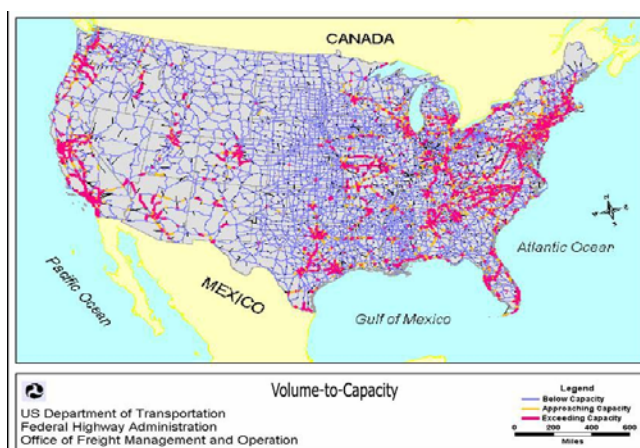 CANADA
Atlantic Ocean
Pacific Ocean
MEXICO
Gulf of Mexico
Volume-to-Capacity
US Department of Transportation
Federal Highway Administration
Office of Freight Management and Operation
Legend
Below Capacity
Approaching Capacity
Exceeding Capacity
0 200 400 600
Miles